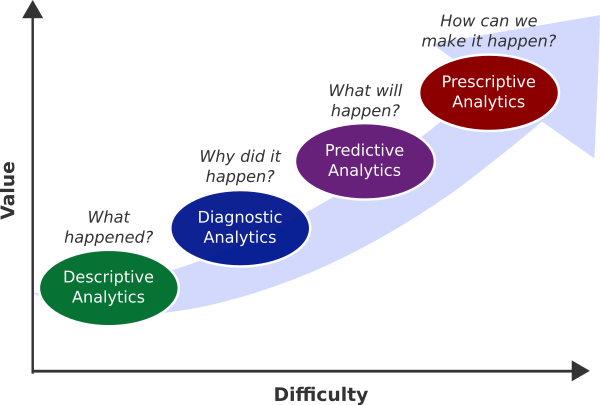 How can we
make it happen?
Prescriptive
Analytics
What will
happen?
Predictive
Analytics
Why did it
happen?
Diagnostic
Analytics
What
happened?
Descriptive
Analytics
Value
Difficulty